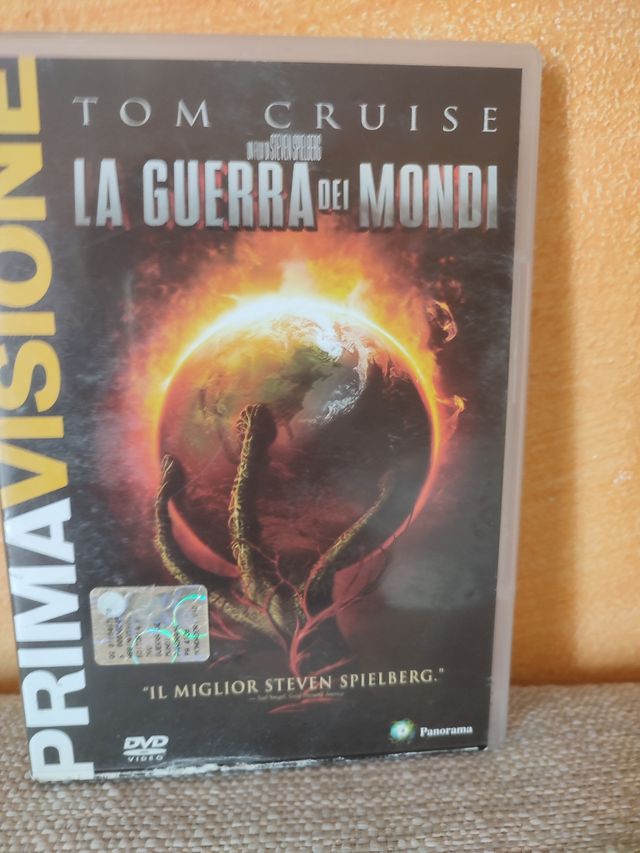 TOM CRUISE
UN FILM DI STEVEN SPIELBERG
LA GUERRA DEI MONDI
PRIMAVISIONE
"IL MIGLIOR STEVEN SPIELBERG."
DVD
VIDEO
Panorama